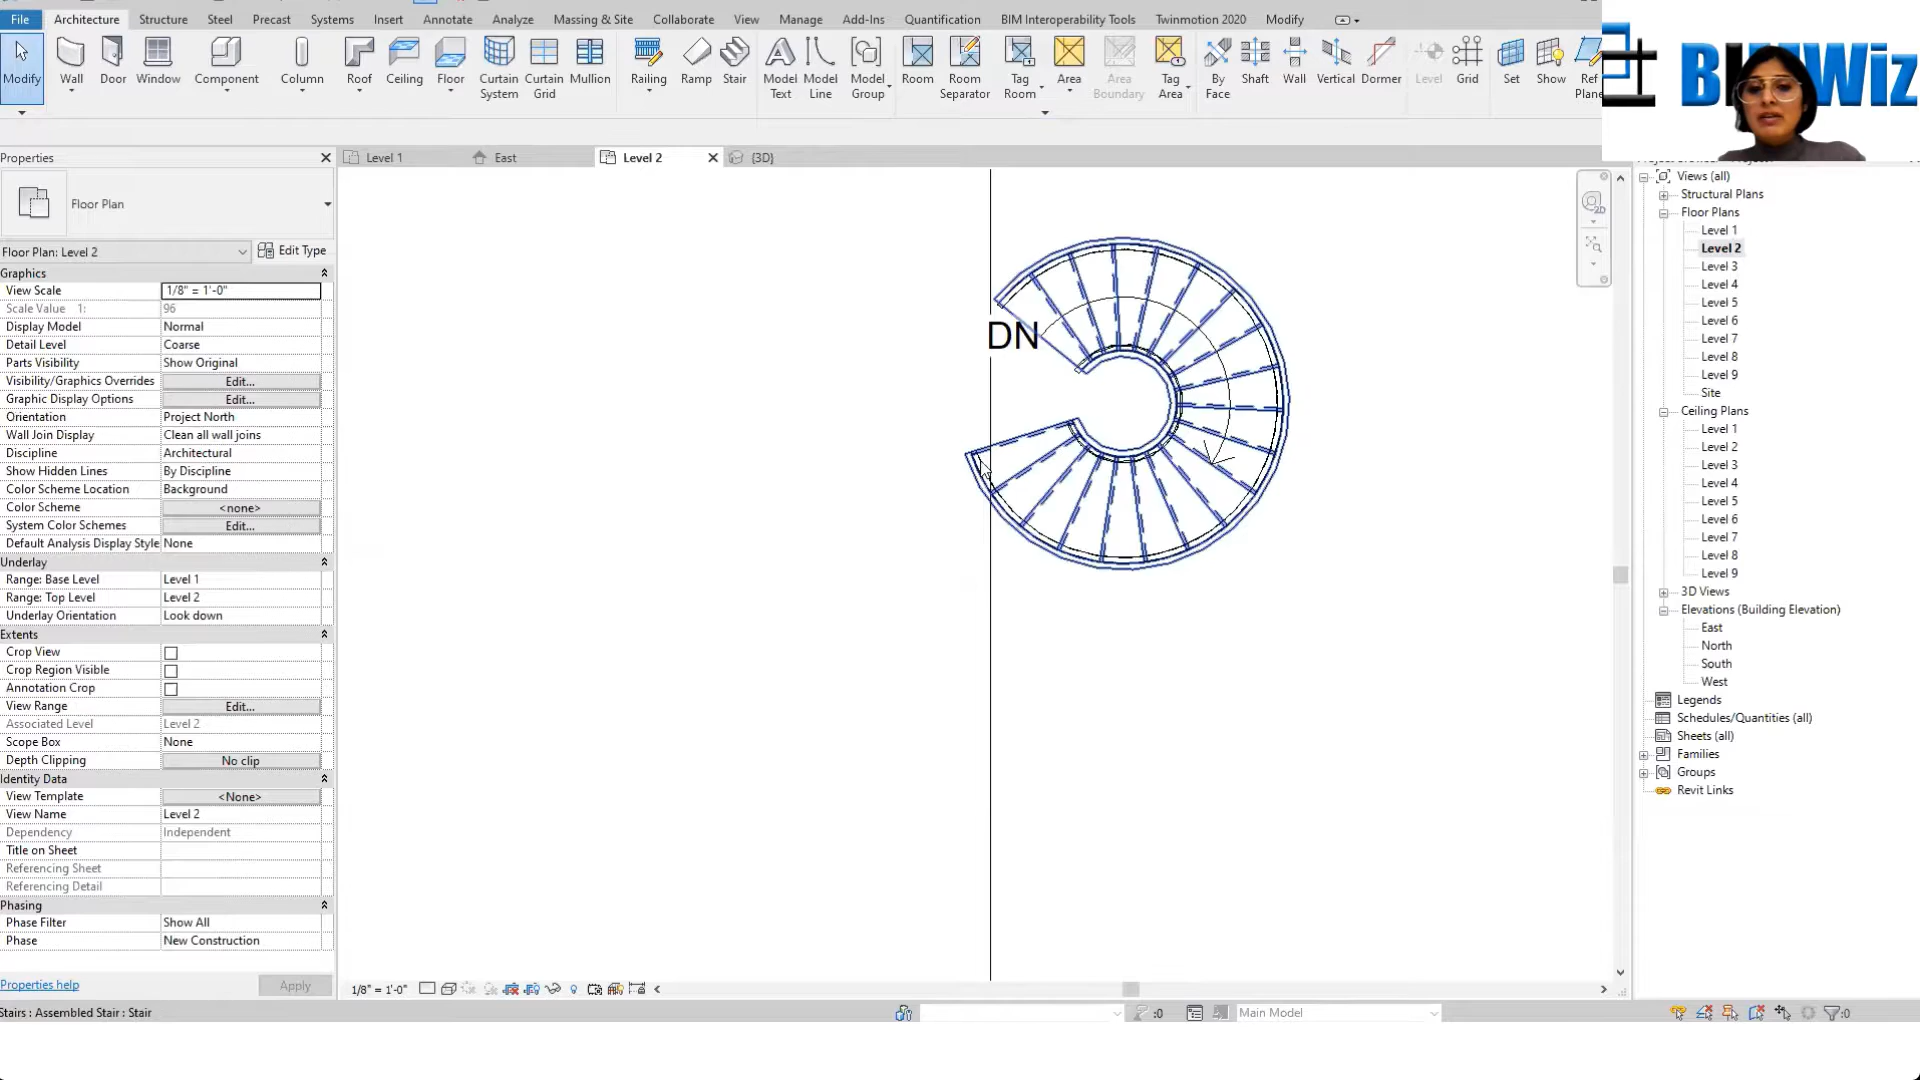 File Architecture Structure Steel Precast Systems Insert Annotate Analyze Massing & Site Collaborate View Manage Add-Ins Quantification BIM Interoperability Tools Twinmotion 2020 Modify
Modify Wall Door Window Component Column Roof Ceiling Floor Curtain System Curtain Grid Mullion Railing Ramp Stair Model Text Model Line Model Group Room Room Separator Tag Room Area Area Boundary Tag Area By Face Shaft Wall Vertical Dormer Level Grid Set Show Ref Plane
Properties
Level 1 East Level 2 {3D}
Floor Plan
Floor Plan: Level 2 Edit Type
Graphics
View Scale 1/8" = 1'-0"
Scale Value 1: 96
Display Model Normal
Detail Level Coarse
Parts Visibility Show Original
Visibility/Graphics Overrides Edit...
Graphic Display Options Edit...
Orientation Project North
Wall Join Display Clean all wall joins
Discipline Architectural
Show Hidden Lines By Discipline
Color Scheme Location Background
Color Scheme <none>
System Color Schemes Edit...
Default Analysis Display Style None
Underlay
Range: Base Level Level 1
Range: Top Level Level 2
Underlay Orientation Look down
Extents
Crop View
Crop Region Visible
Annotation Crop
View Range Edit...
Associated Level Level 2
Scope Box None
Depth Clipping No clip
Identity Data
View Template <None>
View Name Level 2
Dependency Independent
Title on Sheet
Referencing Sheet
Referencing Detail
Phasing
Phase Filter Show All
Phase New Construction
Properties help Apply
DN
2D
1/8" = 1'-0"
Stairs : Assembled Stair : Stair
:0 Main Model :0
Views (all)
Structural Plans
Floor Plans
Level 1
Level 2
Level 3
Level 4
Level 5
Level 6
Level 7
Level 8
Level 9
Site
Ceiling Plans
Level 1
Level 2
Level 3
Level 4
Level 5
Level 6
Level 7
Level 8
Level 9
3D Views
Elevations (Building Elevation)
East
North
South
West
Legends
Schedules/Quantities (all)
Sheets (all)
Families
Groups
Revit Links